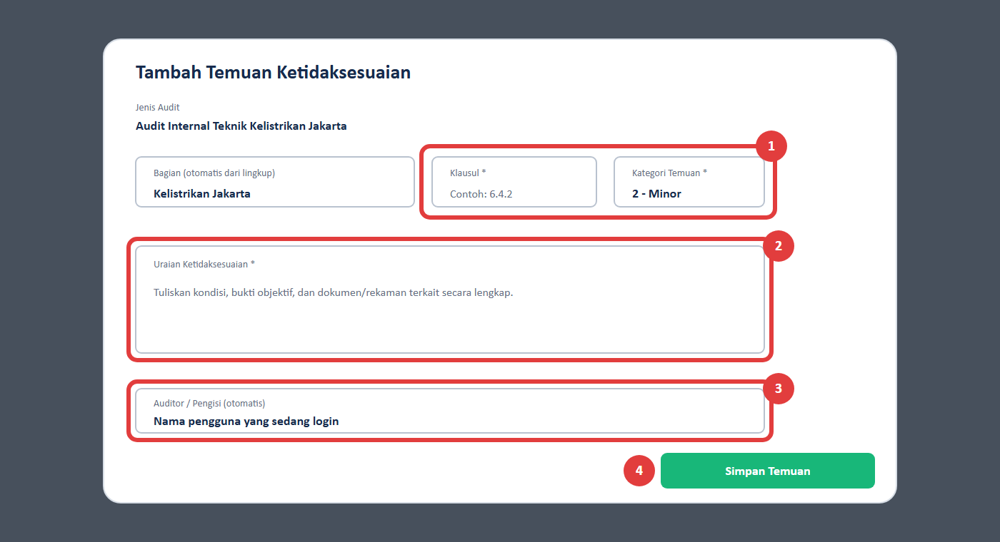 Tambah Temuan Ketidaksesuaian
Jenis Audit
Audit Internal Teknik Kelistrikan Jakarta
1
Bagian (otomatis dari lingkup)
Kelistrikan Jakarta
Klausul *
Contoh: 6.4.2
Kategori Temuan *
2 - Minor
2
Uraian Ketidaksesuaian *
Tuliskan kondisi, bukti objektif, dan dokumen/rekaman terkait secara lengkap.
3
Auditor / Pengisi (otomatis)
Nama pengguna yang sedang login
4
Simpan Temuan